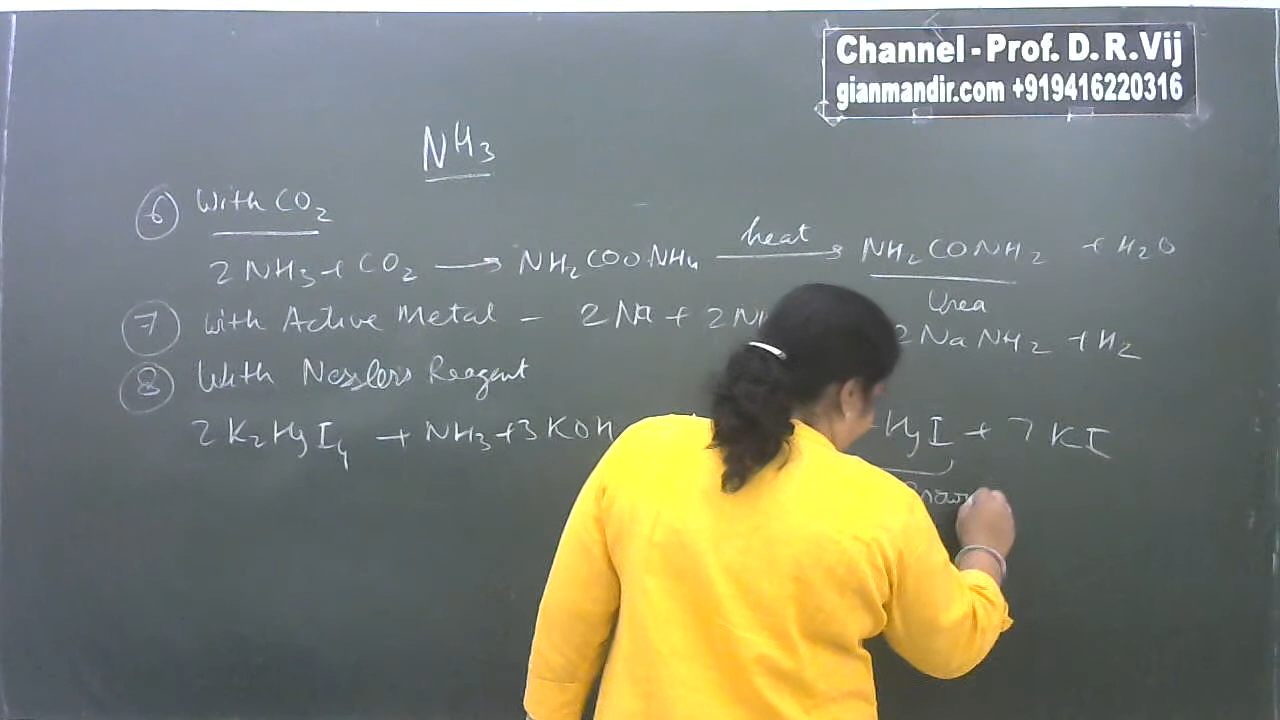 Channel - Prof. D. R. Vij
gianmandir.com +919416220316
NH3
6 With CO2
2NH3 + CO2 → NH2COONH4 heat → NH2CONH2 + H2O
Urea
7 With Active Metal - 2Na + 2 2NaNH2 + H2
8 With Nesslers Reagent
2K2HgI4 + NH3 + 3KOH HgI + 7KI